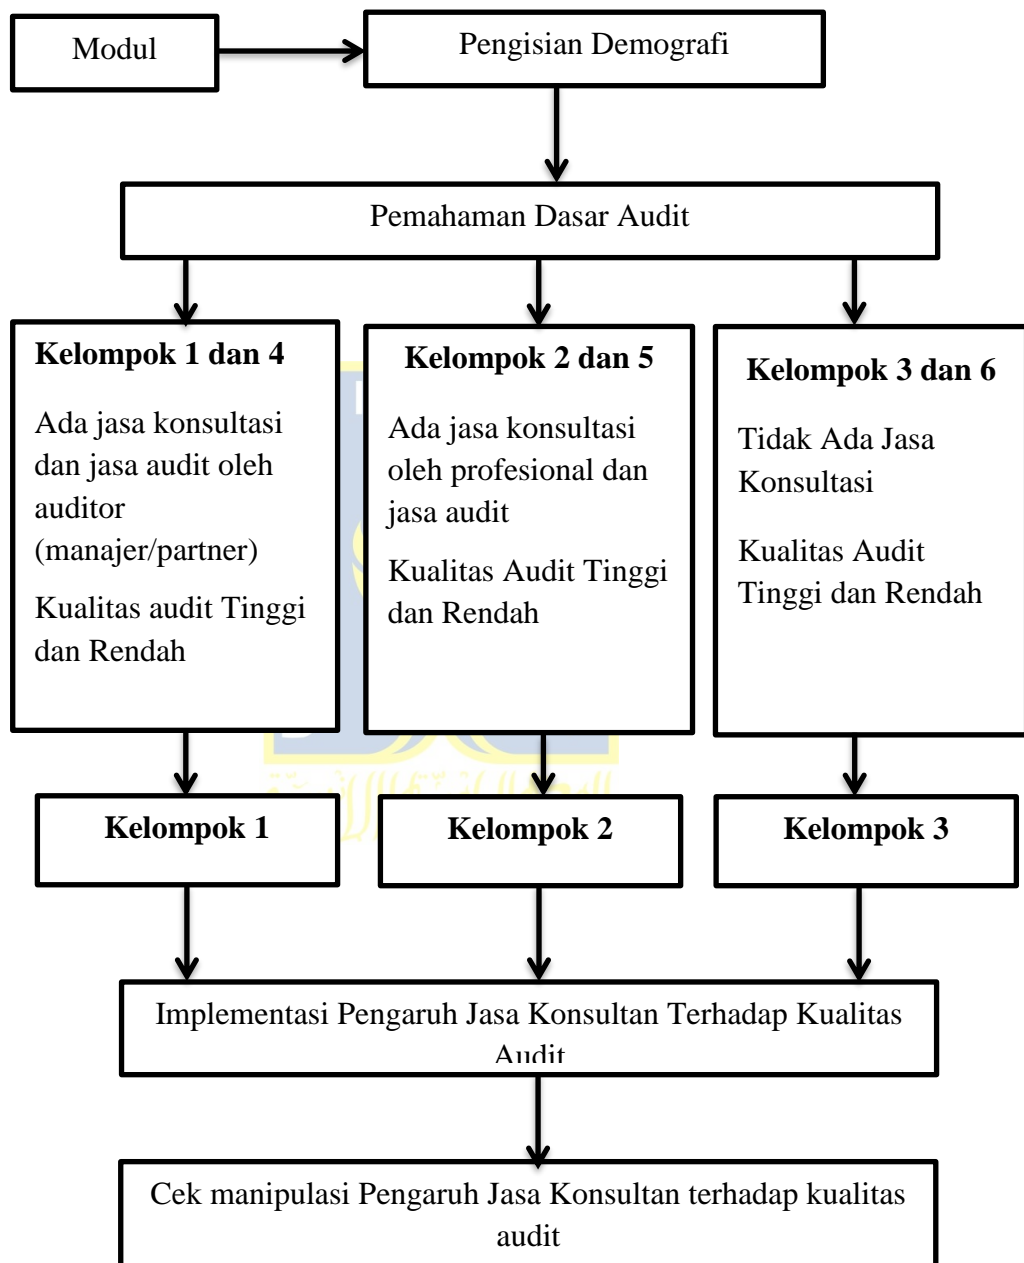 Modul
Pengisian Demografi
Pemahaman Dasar Audit
Kelompok 1 dan 4
Ada jasa konsultasi
dan jasa audit oleh
auditor
(manajer/partner)
Kualitas audit Tinggi
dan Rendah
Kelompok 2 dan 5
Ada jasa konsultasi
oleh profesional dan
jasa audit
Kualitas Audit Tinggi
dan Rendah
Kelompok 3 dan 6
Tidak Ada Jasa
Konsultasi
Kualitas Audit
Tinggi dan Rendah
Kelompok 1
Kelompok 2
Kelompok 3
Implementasi Pengaruh Jasa Konsultan Terhadap Kualitas
Audit
Cek manipulasi Pengaruh Jasa Konsultan terhadap kualitas
audit